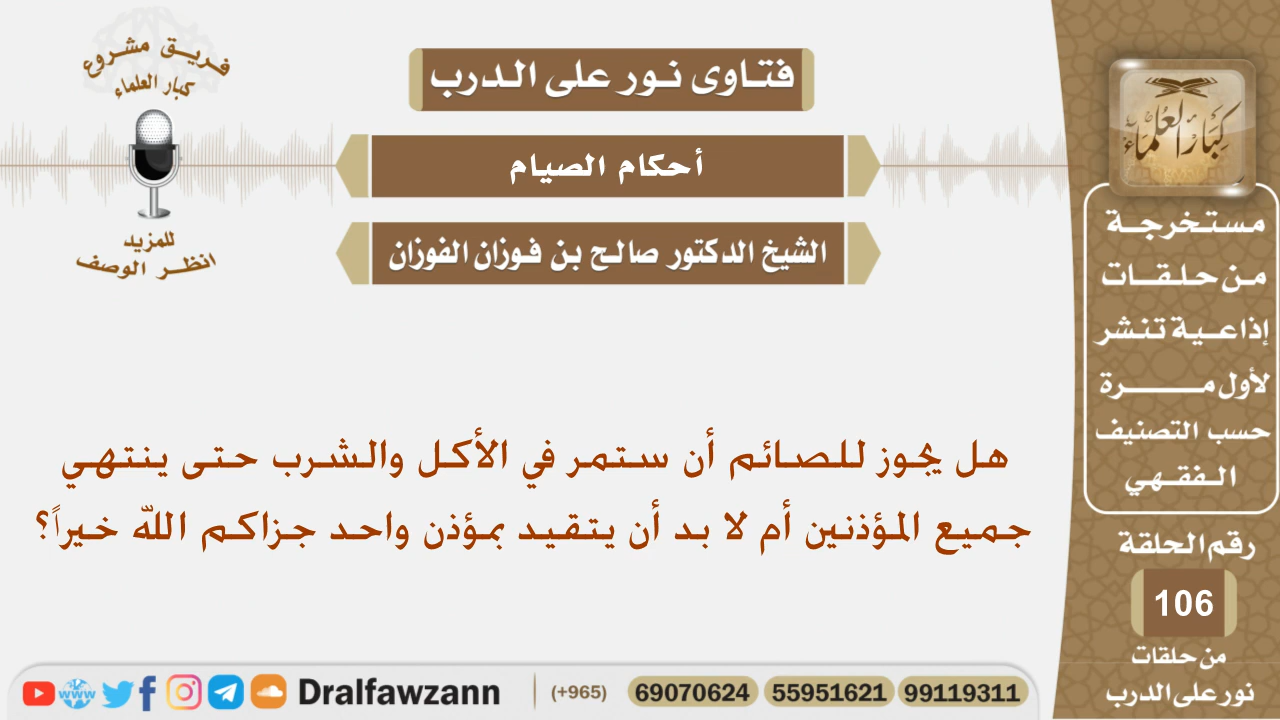 فريق مشروع
كبار العلماء
للمزيد
انظر الوصف
فتاوى نور على الدرب
أحكام الصيام
الشيخ الدكتور صالح بن فوزان الفوزان
هل يجوز للصائم أن ستمر في الأكل والشرب حتى ينتهي
جميع المؤذنين أم لا بد أن يتقيد بمؤذن واحد جزاكم الله خيراً؟
كبار العلماء
مستخرجة
من حلقات
إذاعية تنشر
لأول مرة
حسب التصنيف
الفقهي
رقم الحلقة
106
من حلقات
نور على الدرب
www
Dralfawzann
(+965)
69070624
55951621
99119311